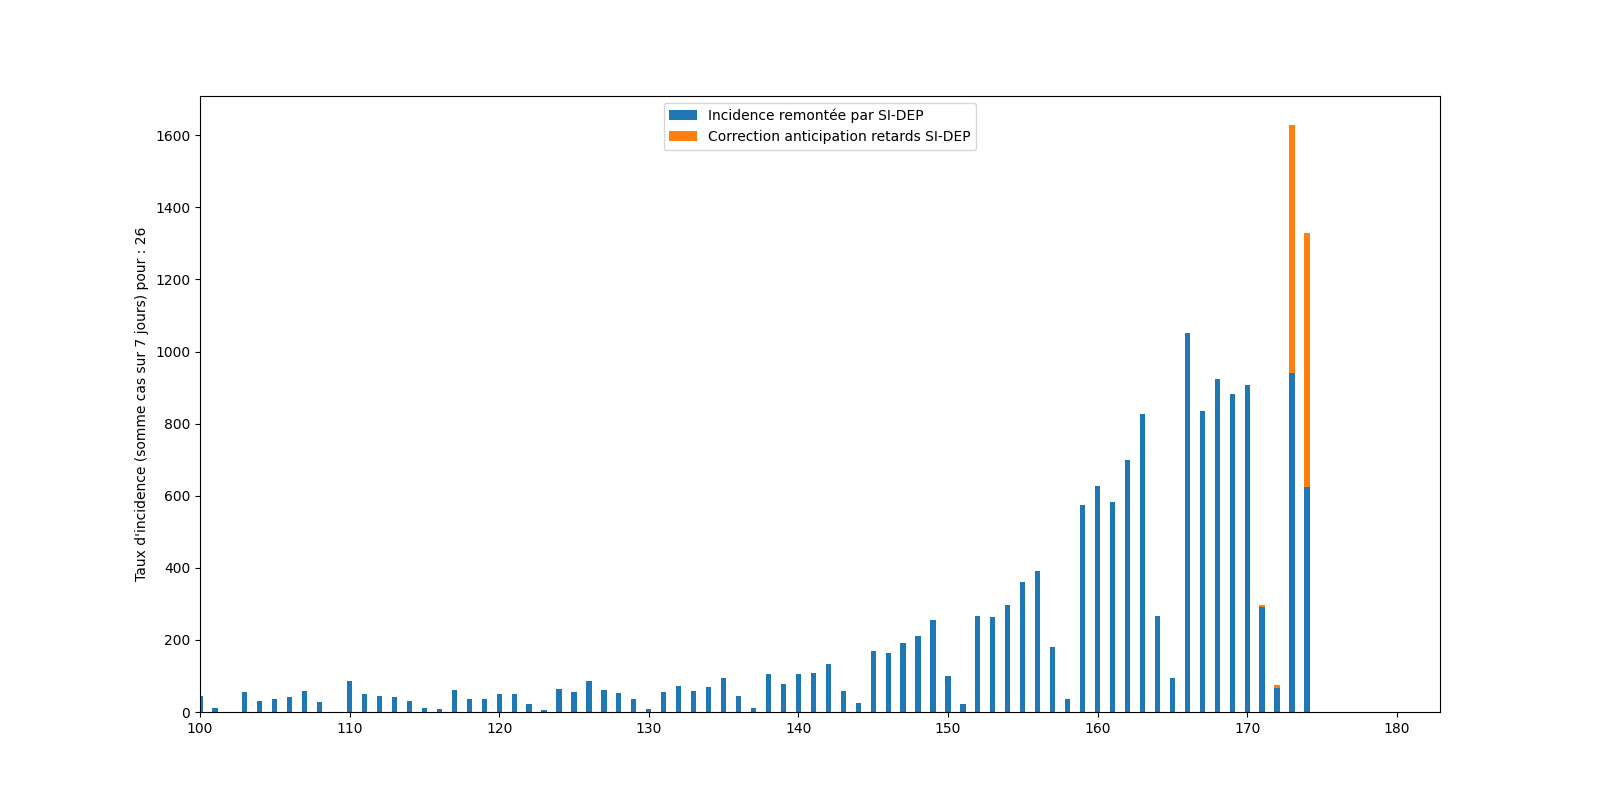 Incidence remontée par SI-DEP
Correction anticipation retards SI-DEP
Taux d'incidence (somme cas sur 7 jours) pour : 26
1600
1400
1200
1000
800
600
400
200
0
100 110 120 130 140 150 160 170 180